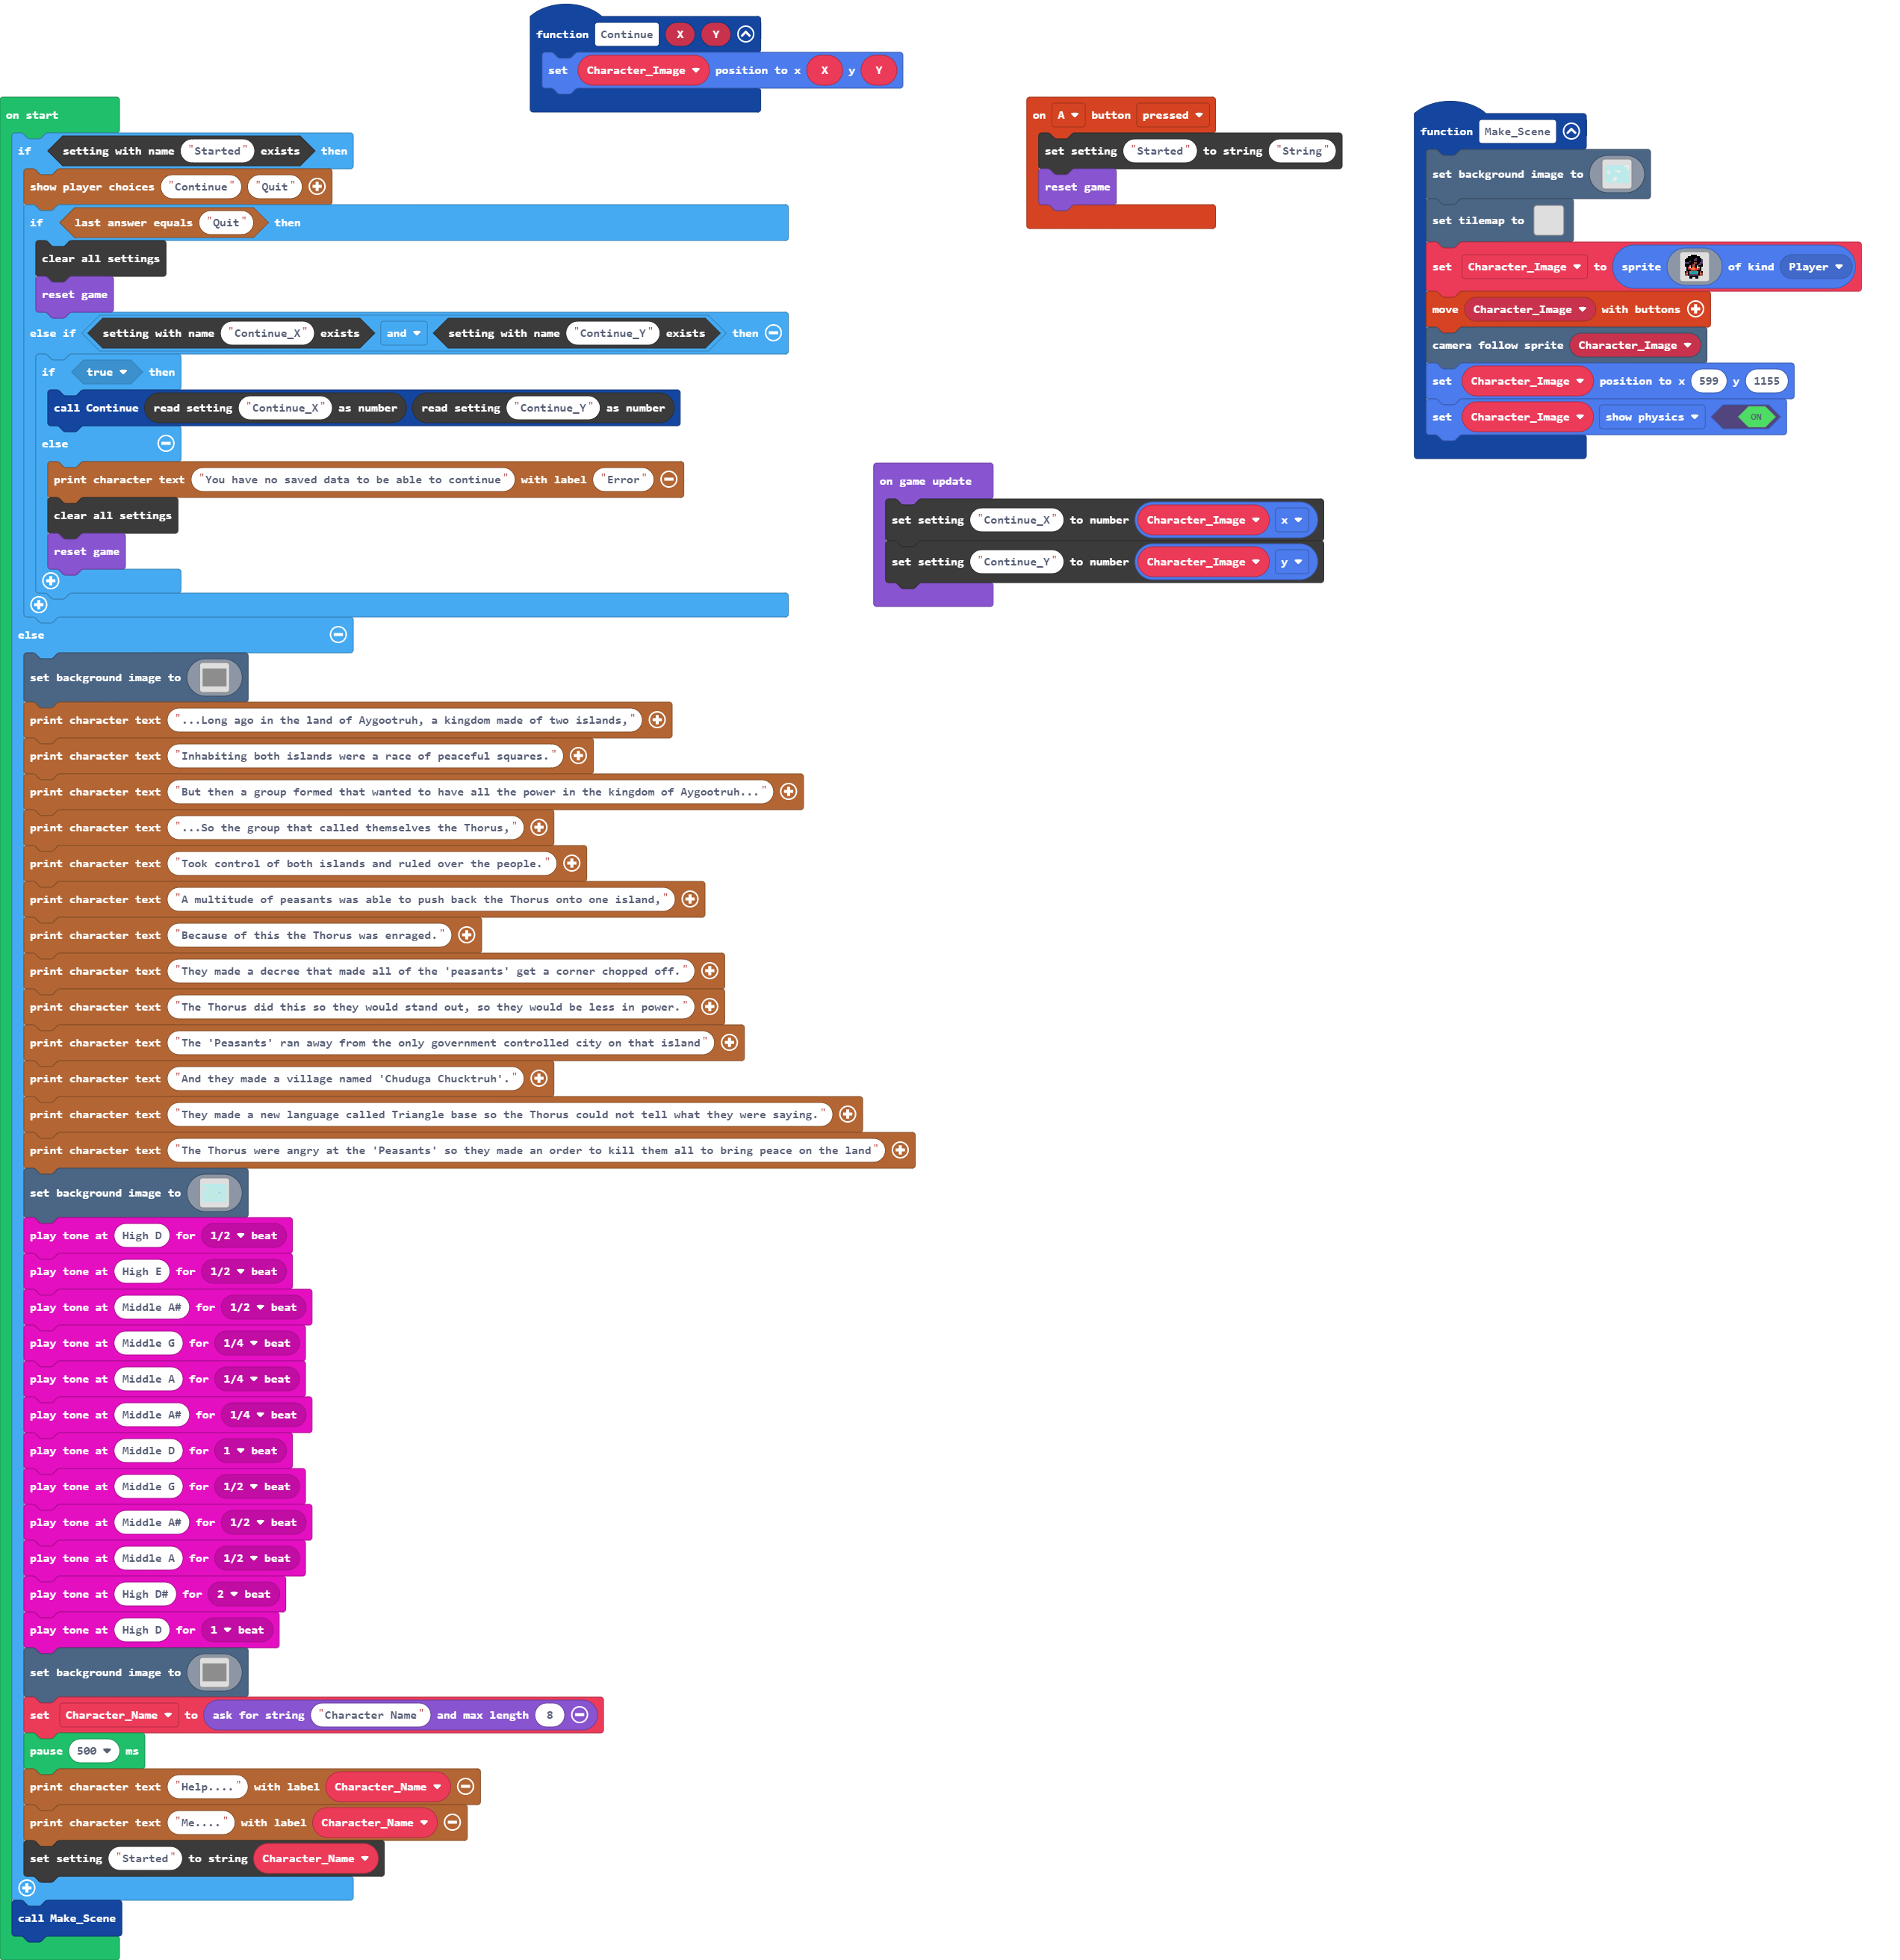 function Continue X Y
set Character_Image position to x X y Y
on start
if setting with name "Started" exists then
show player choices "Continue" "Quit"
if last answer equals "Quit" then
clear all settings
reset game
else if setting with name "Continue_X" exists and setting with name "Continue_Y" exists then
if true then
call Continue read setting "Continue_X" as number read setting "Continue_Y" as number
else
print character text "You have no saved data to be able to continue" with label "Error"
clear all settings
reset game
else
set background image to
print character text "...Long ago in the land of Aygootruh, a kingdom made of two islands,"
print character text "Inhabiting both islands were a race of peaceful squares."
print character text "But then a group formed that wanted to have all the power in the kingdom of Aygootruh..."
print character text "...So the group that called themselves the Thorus,"
print character text "Took control of both islands and ruled over the people."
print character text "A multitude of peasants was able to push back the Thorus onto one island,"
print character text "Because of this the Thorus was enraged."
print character text "They made a decree that made all of the 'peasants' get a corner chopped off."
print character text "The Thorus did this so they would stand out, so they would be less in power."
print character text "The 'Peasants' ran away from the only government controlled city on that island"
print character text "And they made a village named 'Chuduga Chucktruh'."
print character text "They made a new language called Triangle base so the Thorus could not tell what they were saying."
print character text "The Thorus were angry at the 'Peasants' so they made an order to kill them all to bring peace on the land"
set background image to
play tone at High D for 1/2 beat
play tone at High E for 1/2 beat
play tone at Middle A# for 1/2 beat
play tone at Middle G for 1/4 beat
play tone at Middle A for 1/4 beat
play tone at Middle A# for 1/4 beat
play tone at Middle D for 1 beat
play tone at Middle G for 1/2 beat
play tone at Middle A# for 1/2 beat
play tone at Middle A for 1/2 beat
play tone at High D# for 2 beat
play tone at High D for 1 beat
set background image to
set Character_Name to ask for string "Character Name" and max length 8
pause 500 ms
print character text "Help...." with label Character_Name
print character text "Me...." with label Character_Name
set setting "Started" to string Character_Name
call Make_Scene
on A button pressed
set setting "Started" to string "String"
reset game
on game update
set setting "Continue_X" to number Character_Image x
set setting "Continue_Y" to number Character_Image y
function Make_Scene
set background image to
set tilemap to
set Character_Image to sprite of kind Player
move Character_Image with buttons
camera follow sprite Character_Image
set Character_Image position to x 599 y 1155
set Character_Image show physics ON